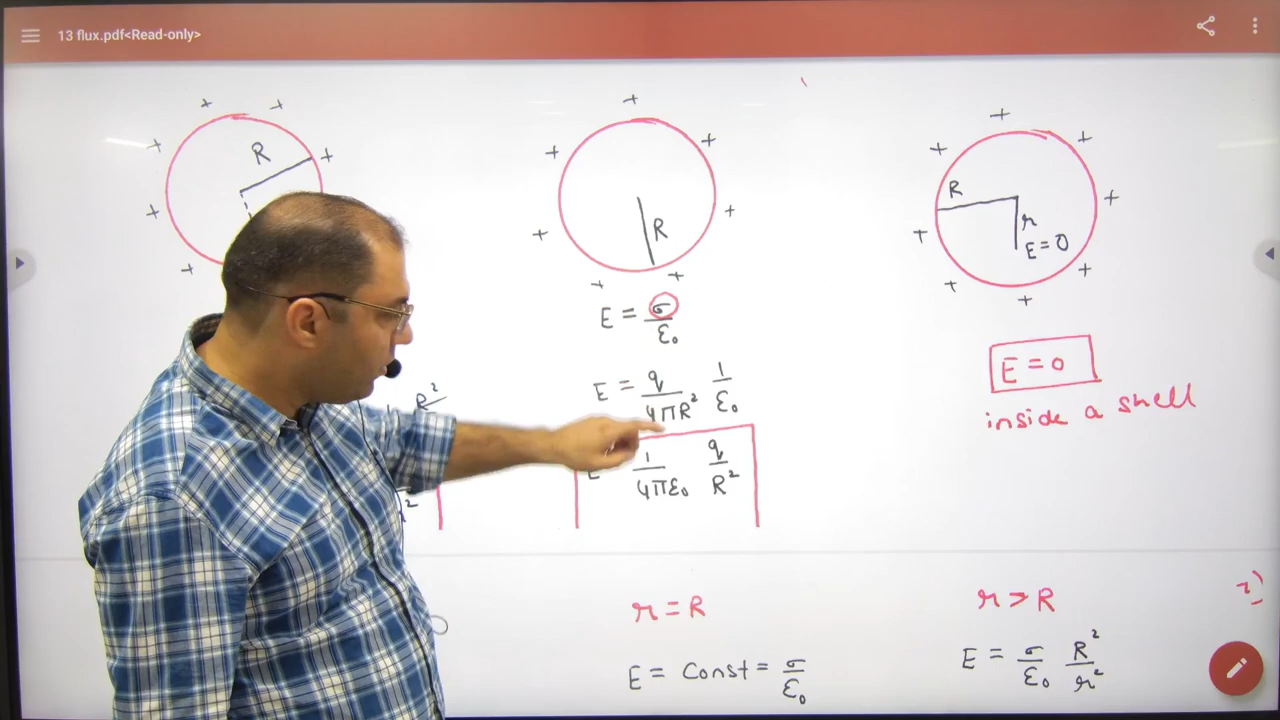 13 flux.pdf<Read-only>
R
R
R
r
E = 0
E = σ/ε₀
E = q/4πR² 1/ε₀
1/4πε₀ q/R²
E = 0
inside a shell
R²
r = R
E = Const = σ/ε₀
r > R
E = σ/ε₀ R²/r²